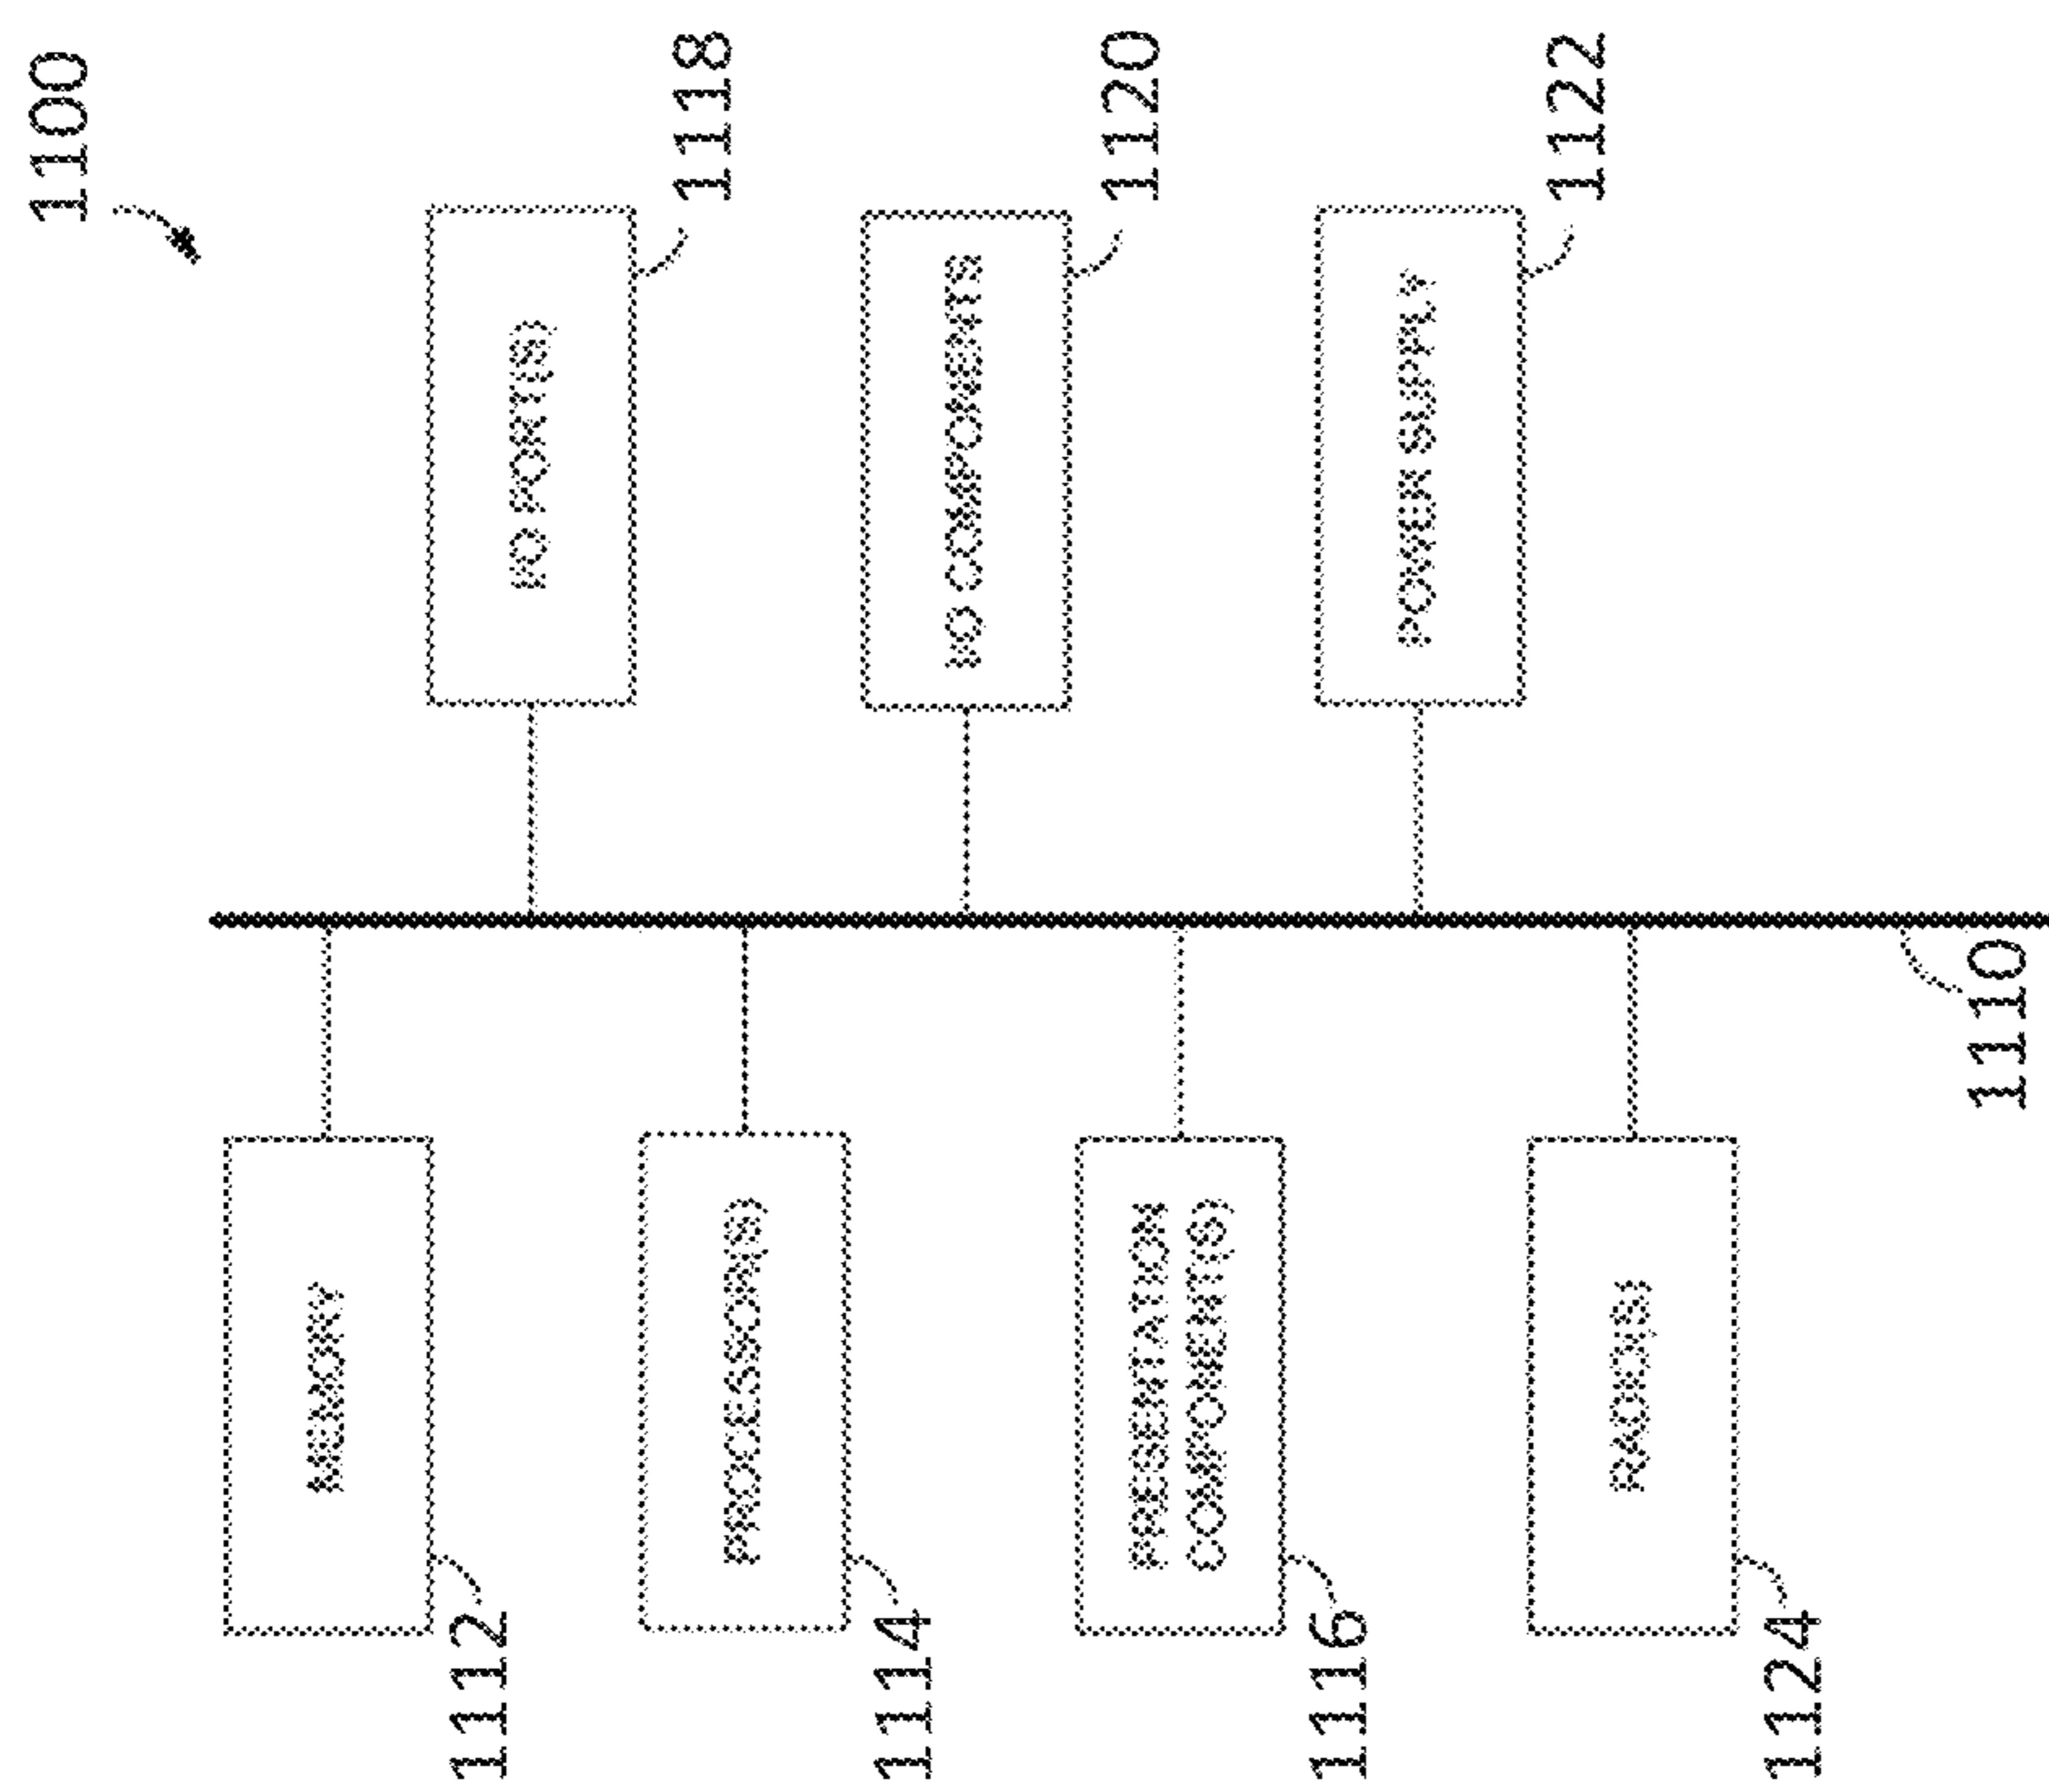 1100
MEMORY
1112
I/O PORT(S)
1118
PROCESSOR(S)
1114
I/O COMPONENTS
1120
PRESENTATION
COMPONENT(S)
1116
POWER SUPPLY
1122
RADIO(S)
1124
1110